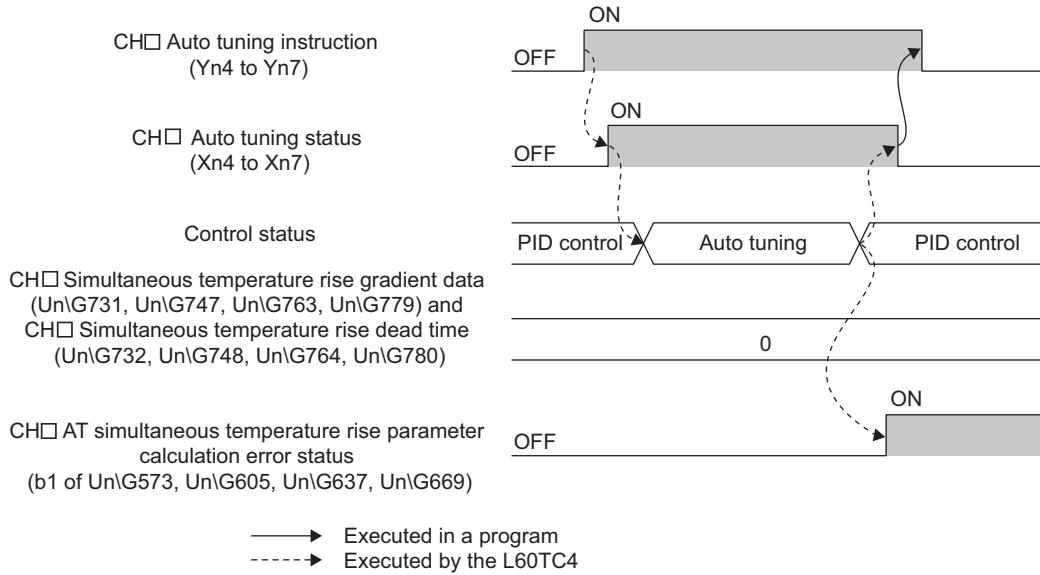 ON
CH□ Auto tuning instruction
(Yn4 to Yn7)
OFF
ON
CH□ Auto tuning status
(Xn4 to Xn7)
OFF
Control status
PID control
Auto tuning
PID control
CH□ Simultaneous temperature rise gradient data
(Un\G731, Un\G747, Un\G763, Un\G779) and
CH□ Simultaneous temperature rise dead time
(Un\G732, Un\G748, Un\G764, Un\G780)
0
ON
CH□ AT simultaneous temperature rise parameter
calculation error status
(b1 of Un\G573, Un\G605, Un\G637, Un\G669)
OFF
Executed in a program
Executed by the L60TC4